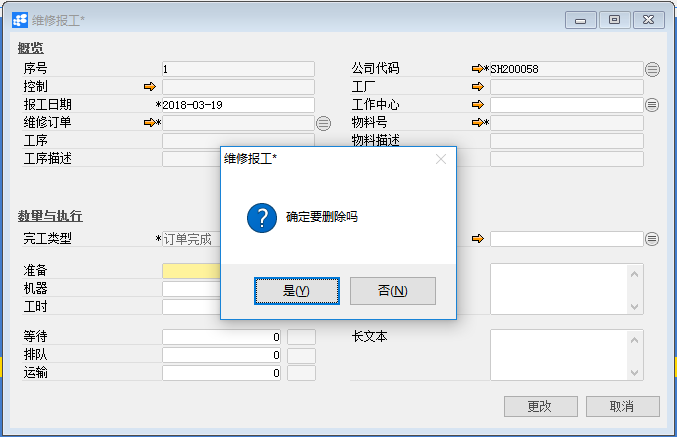 维修报工*
概览
序号 1
公司代码 *SH200058
控制
工厂
报工日期 *2018-03-19
工作中心
维修订单 *
物料号 *
工序
物料描述
工序描述
维修报工*
确定要删除吗
是(Y) 否(N)
数量与执行
完工类型 *订单完成
准备
机器
工时
等待 0
长文本
排队 0
运输 0
更改 取消